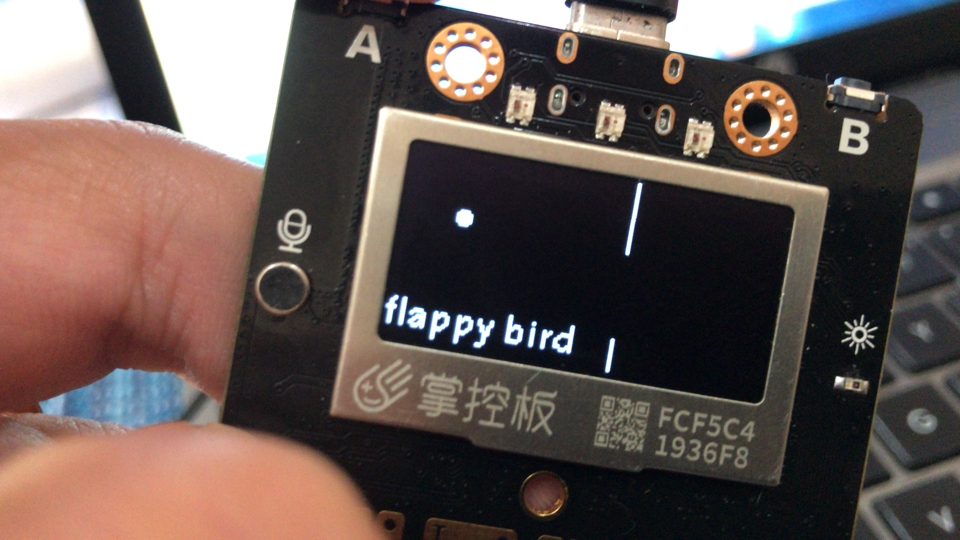 A
B
flappy bird
掌控板
FCF5C4
1936F8